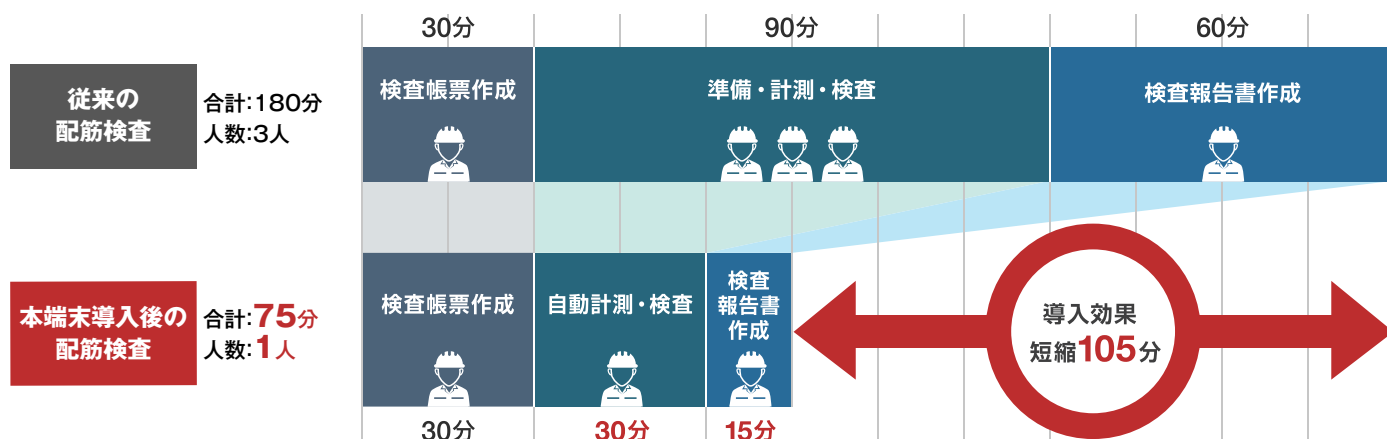 30分
90分
60分
従来の
配筋検査
合計:180分
人数:3人
検査帳票作成
準備・計測・検査
検査報告書作成
本端末導入後の
配筋検査
合計:75分
人数:1人
検査帳票作成
自動計測・検査
検査
報告書
作成
導入効果
短縮105分
30分
30分
15分